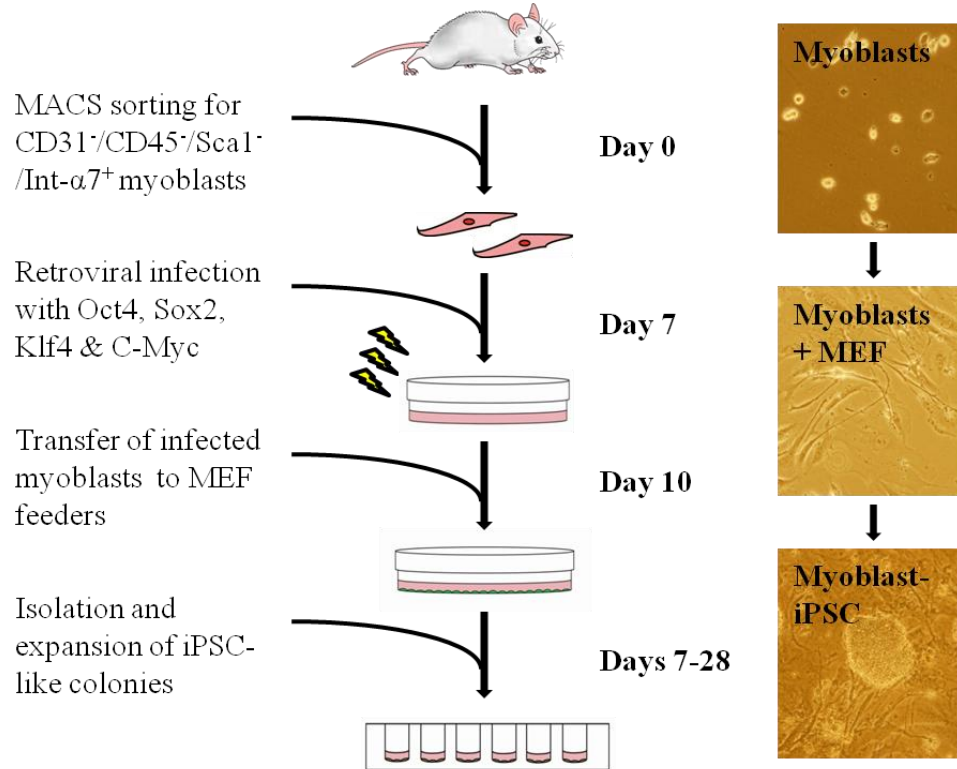 MACS sorting for
CD31⁻/CD45⁻/Sca1⁻
/Int-α7⁺ myoblasts
Day 0
Retroviral infection
with Oct4, Sox2,
Klf4 & C-Myc
Day 7
Transfer of infected
myoblasts to MEF
feeders
Day 10
Isolation and
expansion of iPSC-
like colonies
Days 7-28
Myoblasts
Myoblasts
+ MEF
Myoblast-
iPSC